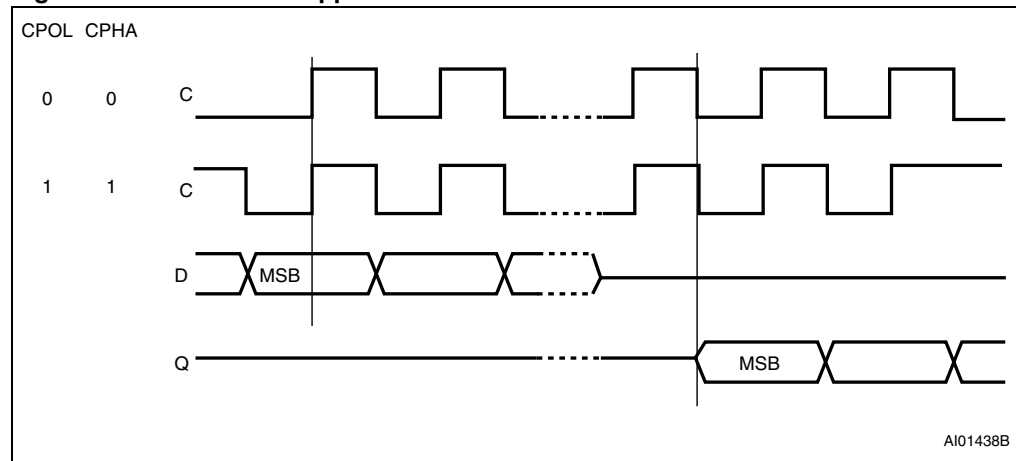 CPOL CPHA
0 0 C
1 1 C
D MSB
Q MSB
AI01438B